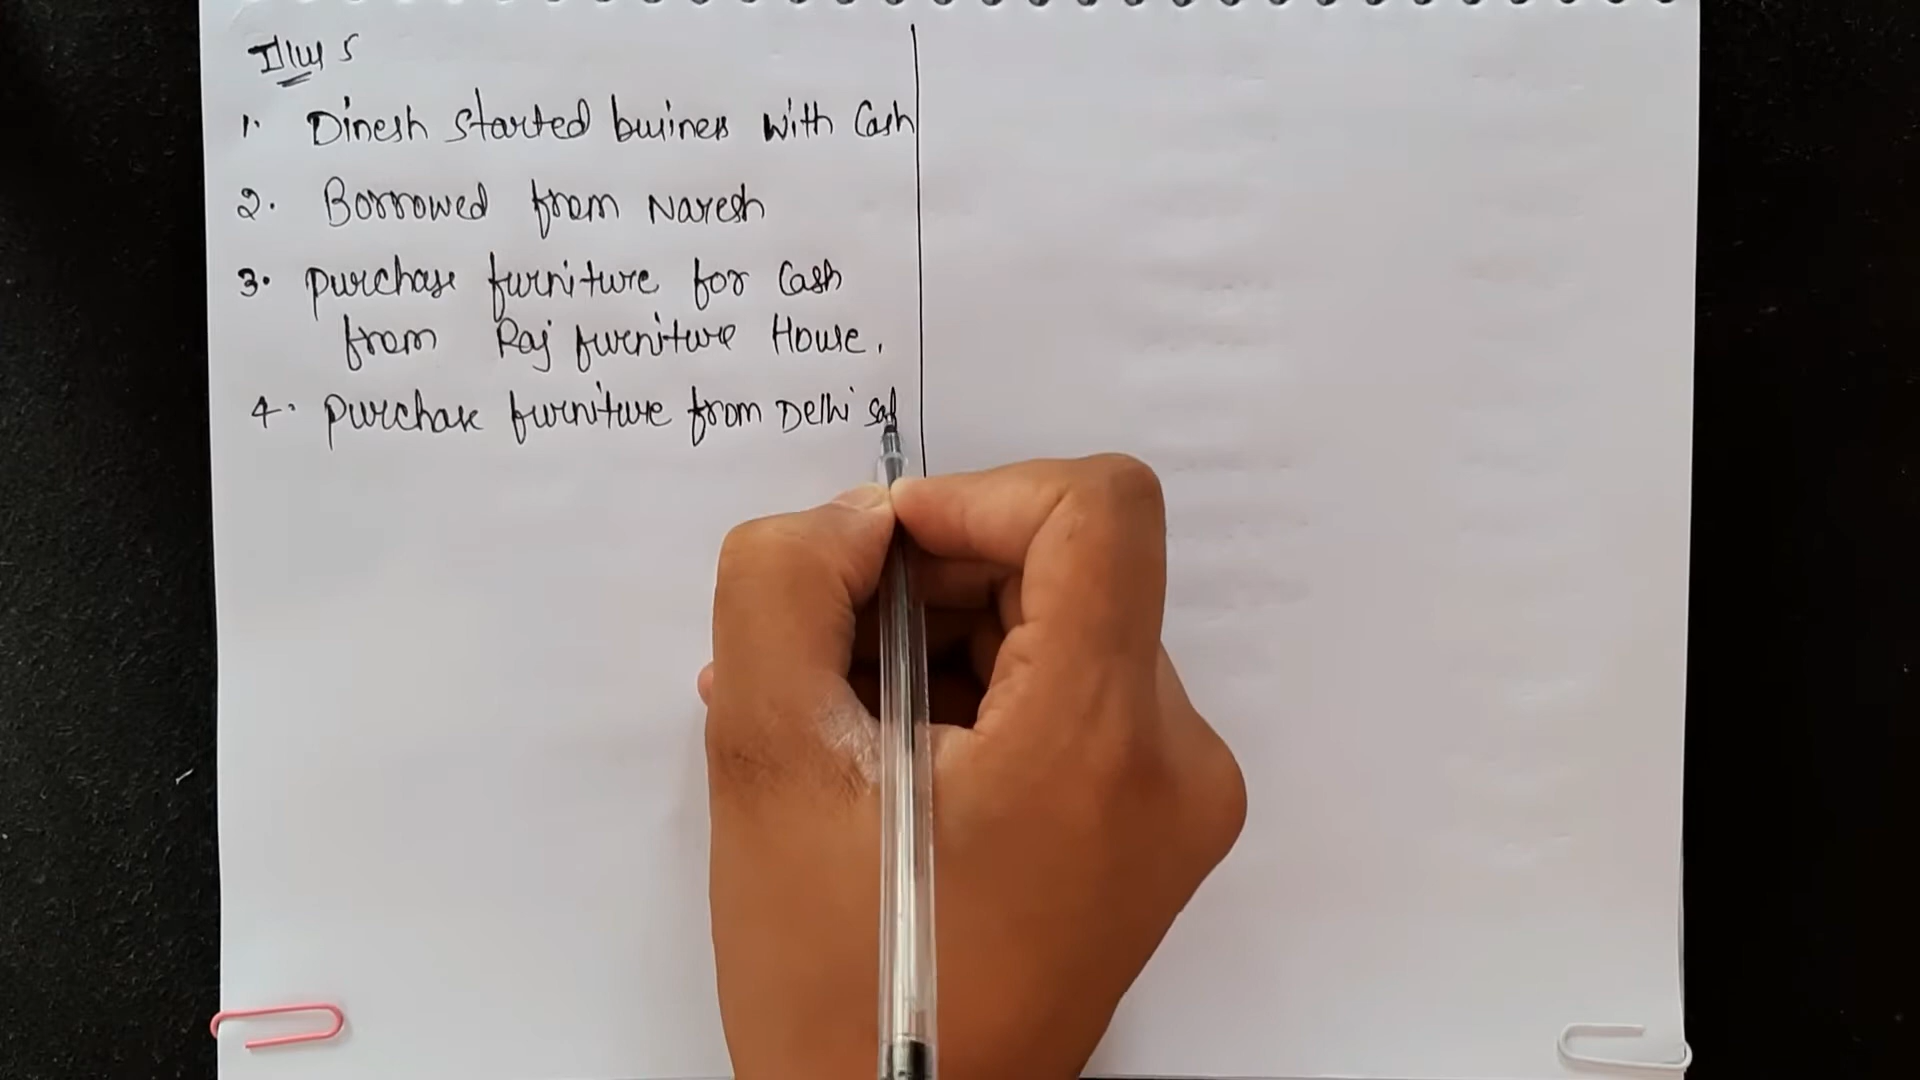 Illus 5
1. Dinesh started business with Cash
2. Borrowed from Naresh
3. purchase furniture for Cash
from Raj furniture House.
4. purchase furniture from Delhi